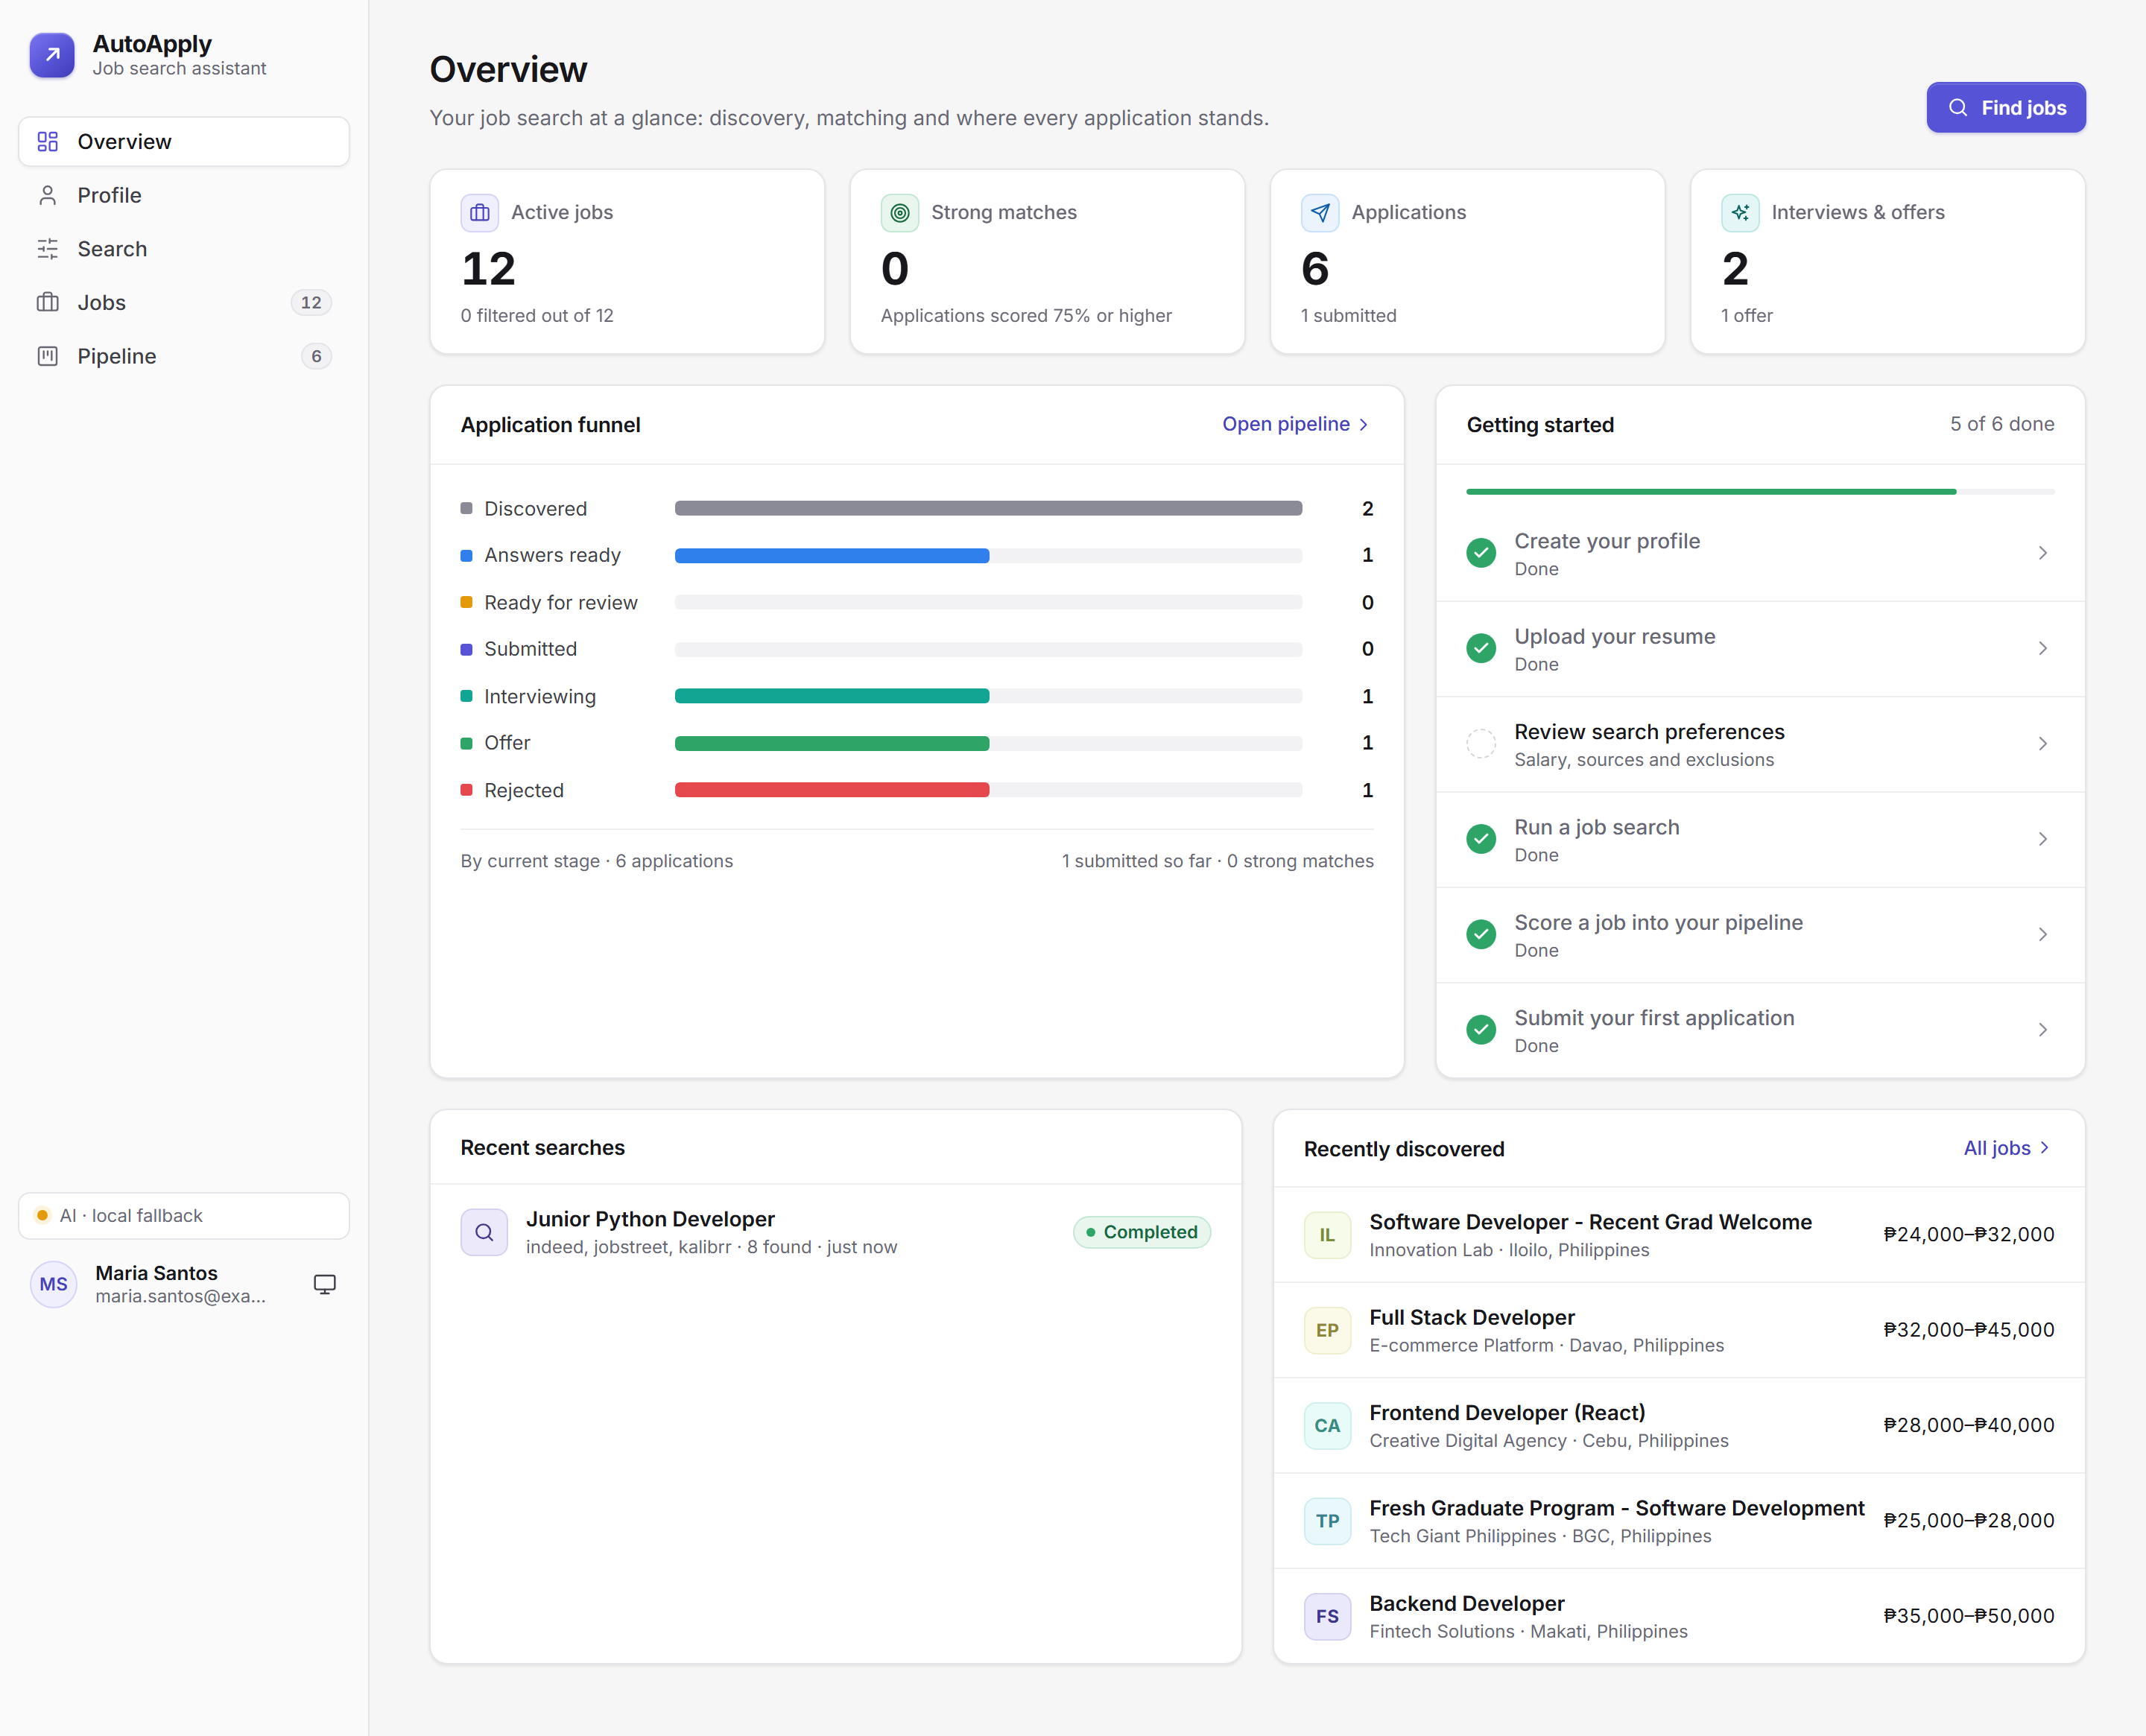 AutoApply
Job search assistant
Overview
Profile
Search
Jobs 12
Pipeline 6
AI · local fallback
MS
Maria Santos
maria.santos@exa...
Overview
Your job search at a glance: discovery, matching and where every application stands.
Find jobs
Active jobs
12
0 filtered out of 12
Strong matches
0
Applications scored 75% or higher
Applications
6
1 submitted
Interviews & offers
2
1 offer
Application funnel
Open pipeline
Discovered 2
Answers ready 1
Ready for review 0
Submitted 0
Interviewing 1
Offer 1
Rejected 1
By current stage · 6 applications
1 submitted so far · 0 strong matches
Getting started
5 of 6 done
Create your profile
Done
Upload your resume
Done
Review search preferences
Salary, sources and exclusions
Run a job search
Done
Score a job into your pipeline
Done
Submit your first application
Done
Recent searches
Junior Python Developer
indeed, jobstreet, kalibrr · 8 found · just now
Completed
Recently discovered
All jobs
IL
Software Developer - Recent Grad Welcome
Innovation Lab · Iloilo, Philippines
₱24,000–₱32,000
EP
Full Stack Developer
E-commerce Platform · Davao, Philippines
₱32,000–₱45,000
CA
Frontend Developer (React)
Creative Digital Agency · Cebu, Philippines
₱28,000–₱40,000
TP
Fresh Graduate Program - Software Development
Tech Giant Philippines · BGC, Philippines
₱25,000–₱28,000
FS
Backend Developer
Fintech Solutions · Makati, Philippines
₱35,000–₱50,000